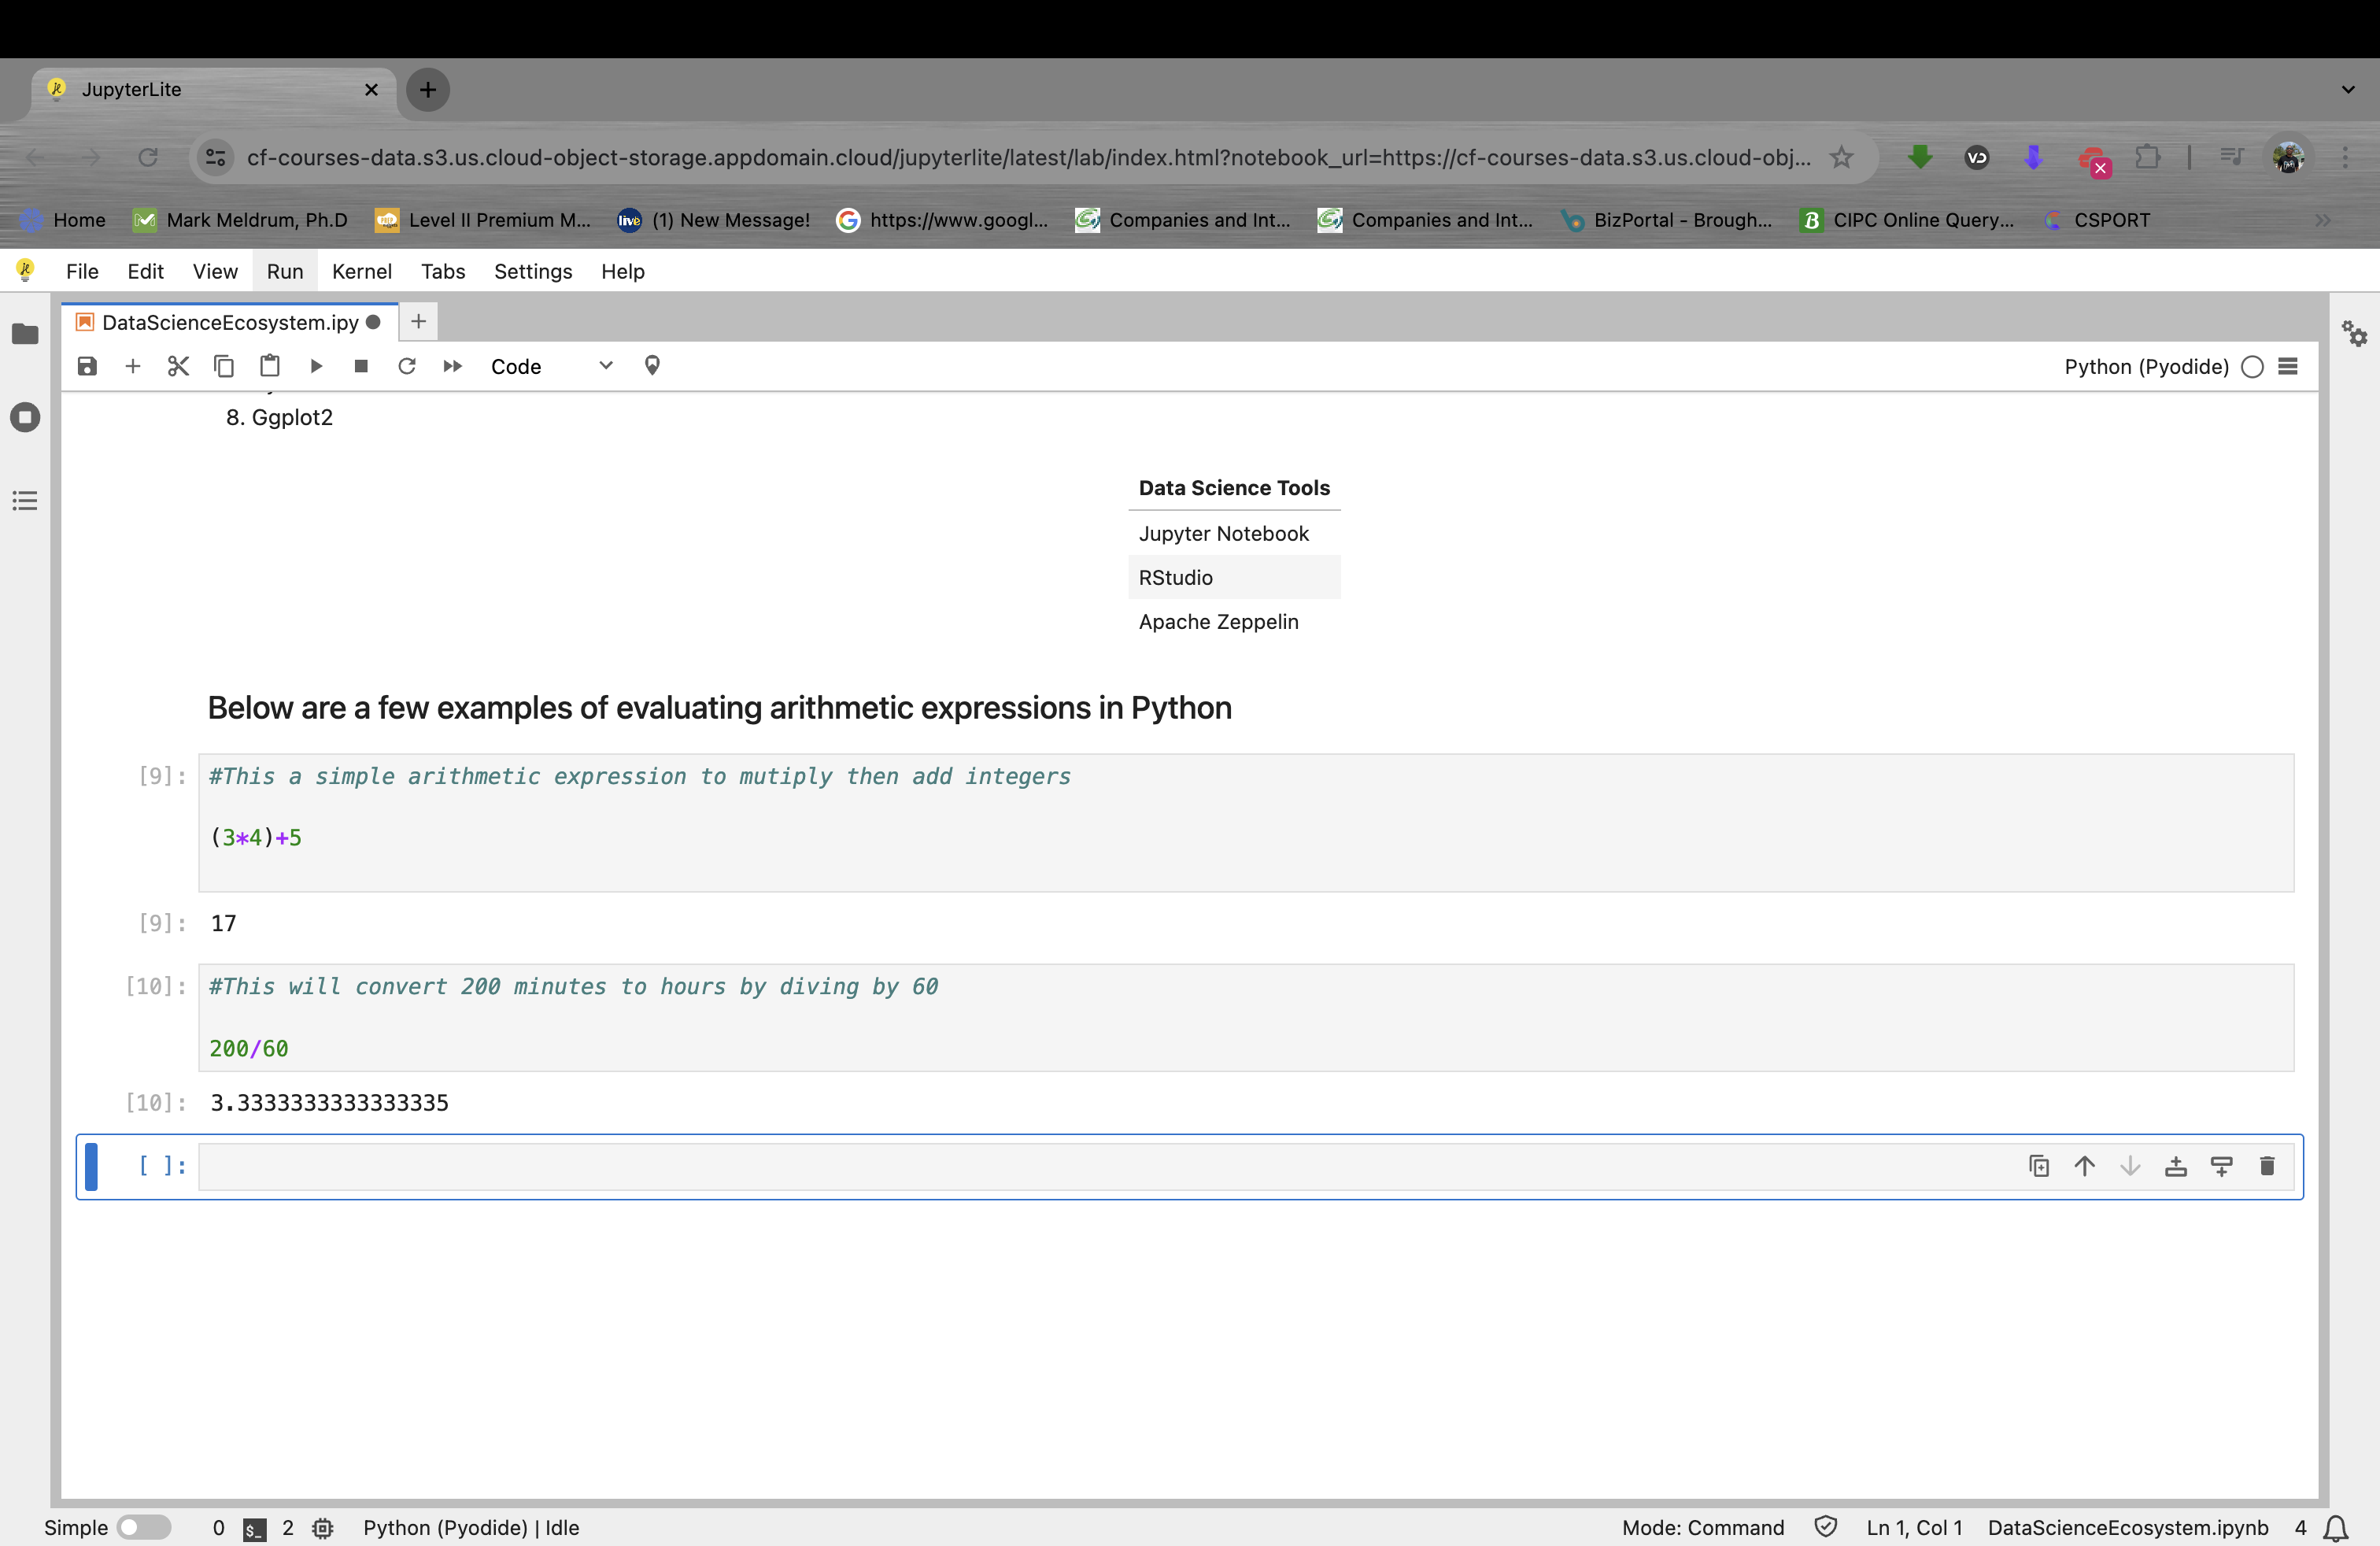 JupyterLite
cf-courses-data.s3.us.cloud-object-storage.appdomain.cloud/jupyterlite/latest/lab/index.html?notebook_url=https://cf-courses-data.s3.us.cloud-obj...
Home Mark Meldrum, Ph.D Level II Premium M... (1) New Message! https://www.googl... Companies and Int... Companies and Int... BizPortal - Brough... CIPC Online Query... CSPORT
File Edit View Run Kernel Tabs Settings Help
DataScienceEcosystem.ipy
Code Python (Pyodide)
8. Ggplot2
Data Science Tools
Jupyter Notebook
RStudio
Apache Zeppelin
Below are a few examples of evaluating arithmetic expressions in Python
[9]: #This a simple arithmetic expression to mutiply then add integers
(3*4)+5
[9]: 17
[10]: #This will convert 200 minutes to hours by diving by 60
200/60
[10]: 3.3333333333333335
[ ]:
Simple 0 $_ 2 Python (Pyodide) | Idle Mode: Command Ln 1, Col 1 DataScienceEcosystem.ipynb 4